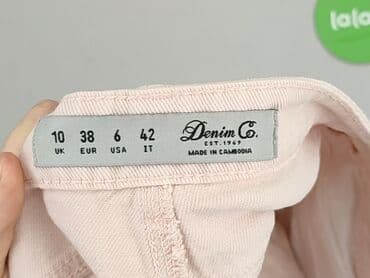 10 38 6 42
UK EUR USA IT
Denim Co.
EST. 1969
MADE IN CAMBODIA
lala